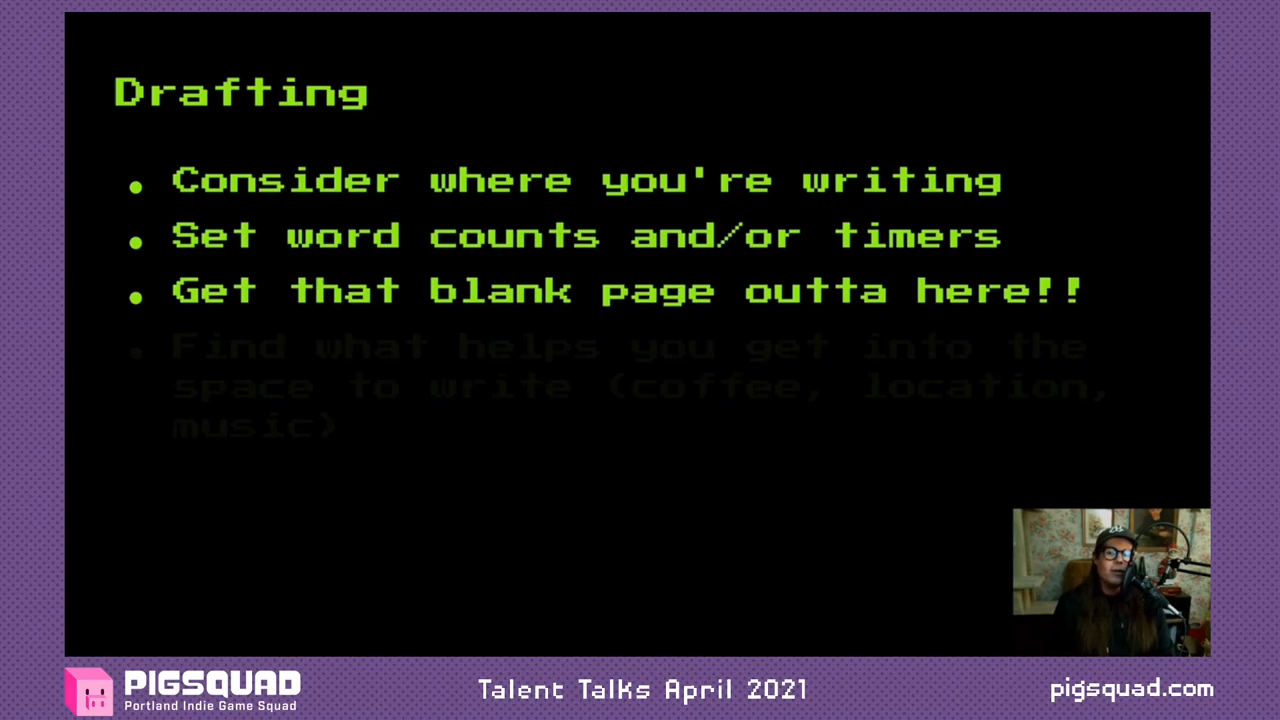 Drafting
• Consider where you're writing
• Set word counts and/or timers
• Get that blank page outta here!!
• Find what helps you get into the
space to write (coffee, location,
music)
PIGSQUAD
Portland Indie Game Squad
Talent Talks April 2021
pigsquad.com